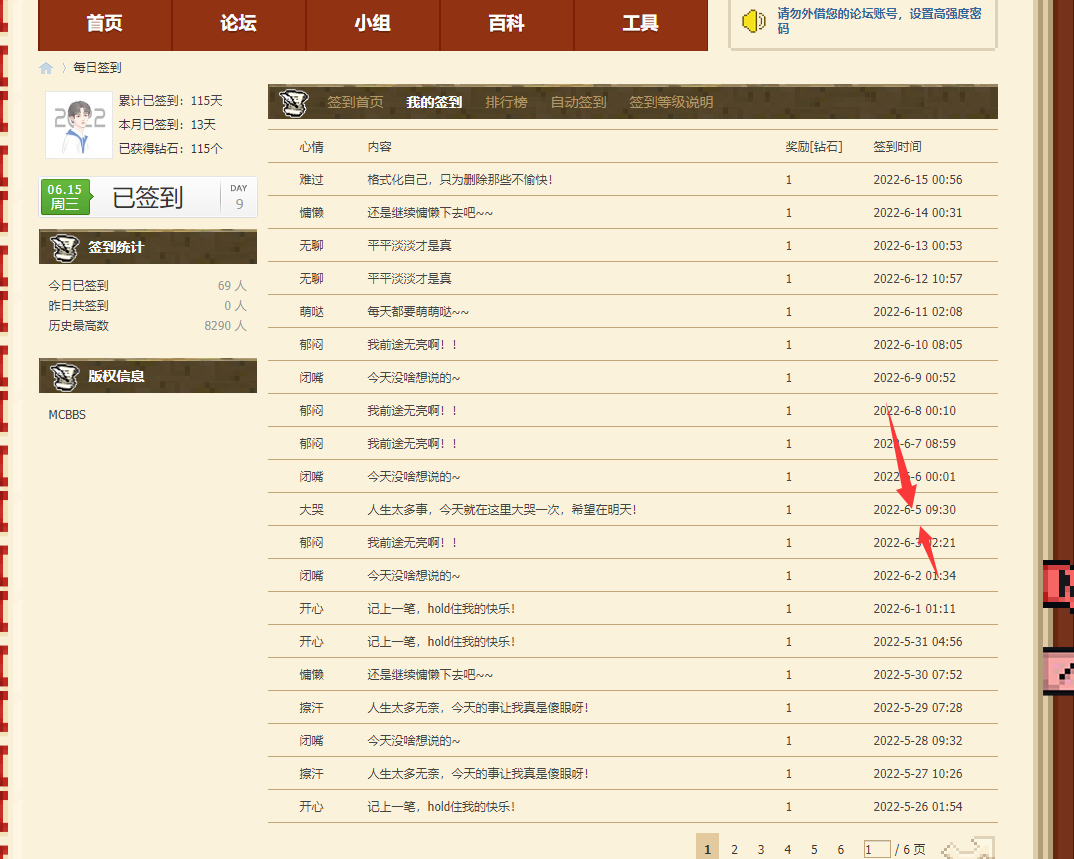 首页 论坛 小组 百科 工具
请勿外借您的论坛账号，设置高强度密
码
每日签到
2022
累计已签到：115天
本月已签到：13天
已获得钻石：115个
06.15
周三
已签到
DAY
9
签到统计
今日已签到 69 人
昨日共签到 0 人
历史最高数 8290 人
版权信息
MCBBS
签到首页 我的签到 排行榜 自动签到 签到等级说明
心情 内容 奖励[钻石] 签到时间
难过 格式化自己，只为删除那些不愉快！ 1 2022-6-15 00:56
慵懒 还是继续慵懒下去吧~~ 1 2022-6-14 00:31
无聊 平平淡淡才是真 1 2022-6-13 00:53
无聊 平平淡淡才是真 1 2022-6-12 10:57
萌哒 每天都要萌萌哒~~ 1 2022-6-11 02:08
郁闷 我前途无亮啊！！ 1 2022-6-10 08:05
闭嘴 今天没啥想说的~ 1 2022-6-9 00:52
郁闷 我前途无亮啊！！ 1 2022-6-8 00:10
郁闷 我前途无亮啊！！ 1 2022-6-7 08:59
闭嘴 今天没啥想说的~ 1 2022-6-6 00:01
大哭 人生太多事，今天就在这里大哭一次，希望在明天！ 1 2022-6-5 09:30
郁闷 我前途无亮啊！！ 1 2022-6-3 02:21
闭嘴 今天没啥想说的~ 1 2022-6-2 01:34
开心 记上一笔，hold住我的快乐！ 1 2022-6-1 01:11
开心 记上一笔，hold住我的快乐！ 1 2022-5-31 04:56
慵懒 还是继续慵懒下去吧~~ 1 2022-5-30 07:52
擦汗 人生太多无奈，今天的事让我真是傻眼呀！ 1 2022-5-29 07:28
闭嘴 今天没啥想说的~ 1 2022-5-28 09:32
擦汗 人生太多无奈，今天的事让我真是傻眼呀！ 1 2022-5-27 10:26
开心 记上一笔，hold住我的快乐！ 1 2022-5-26 01:54
1 2 3 4 5 6 1 / 6 页